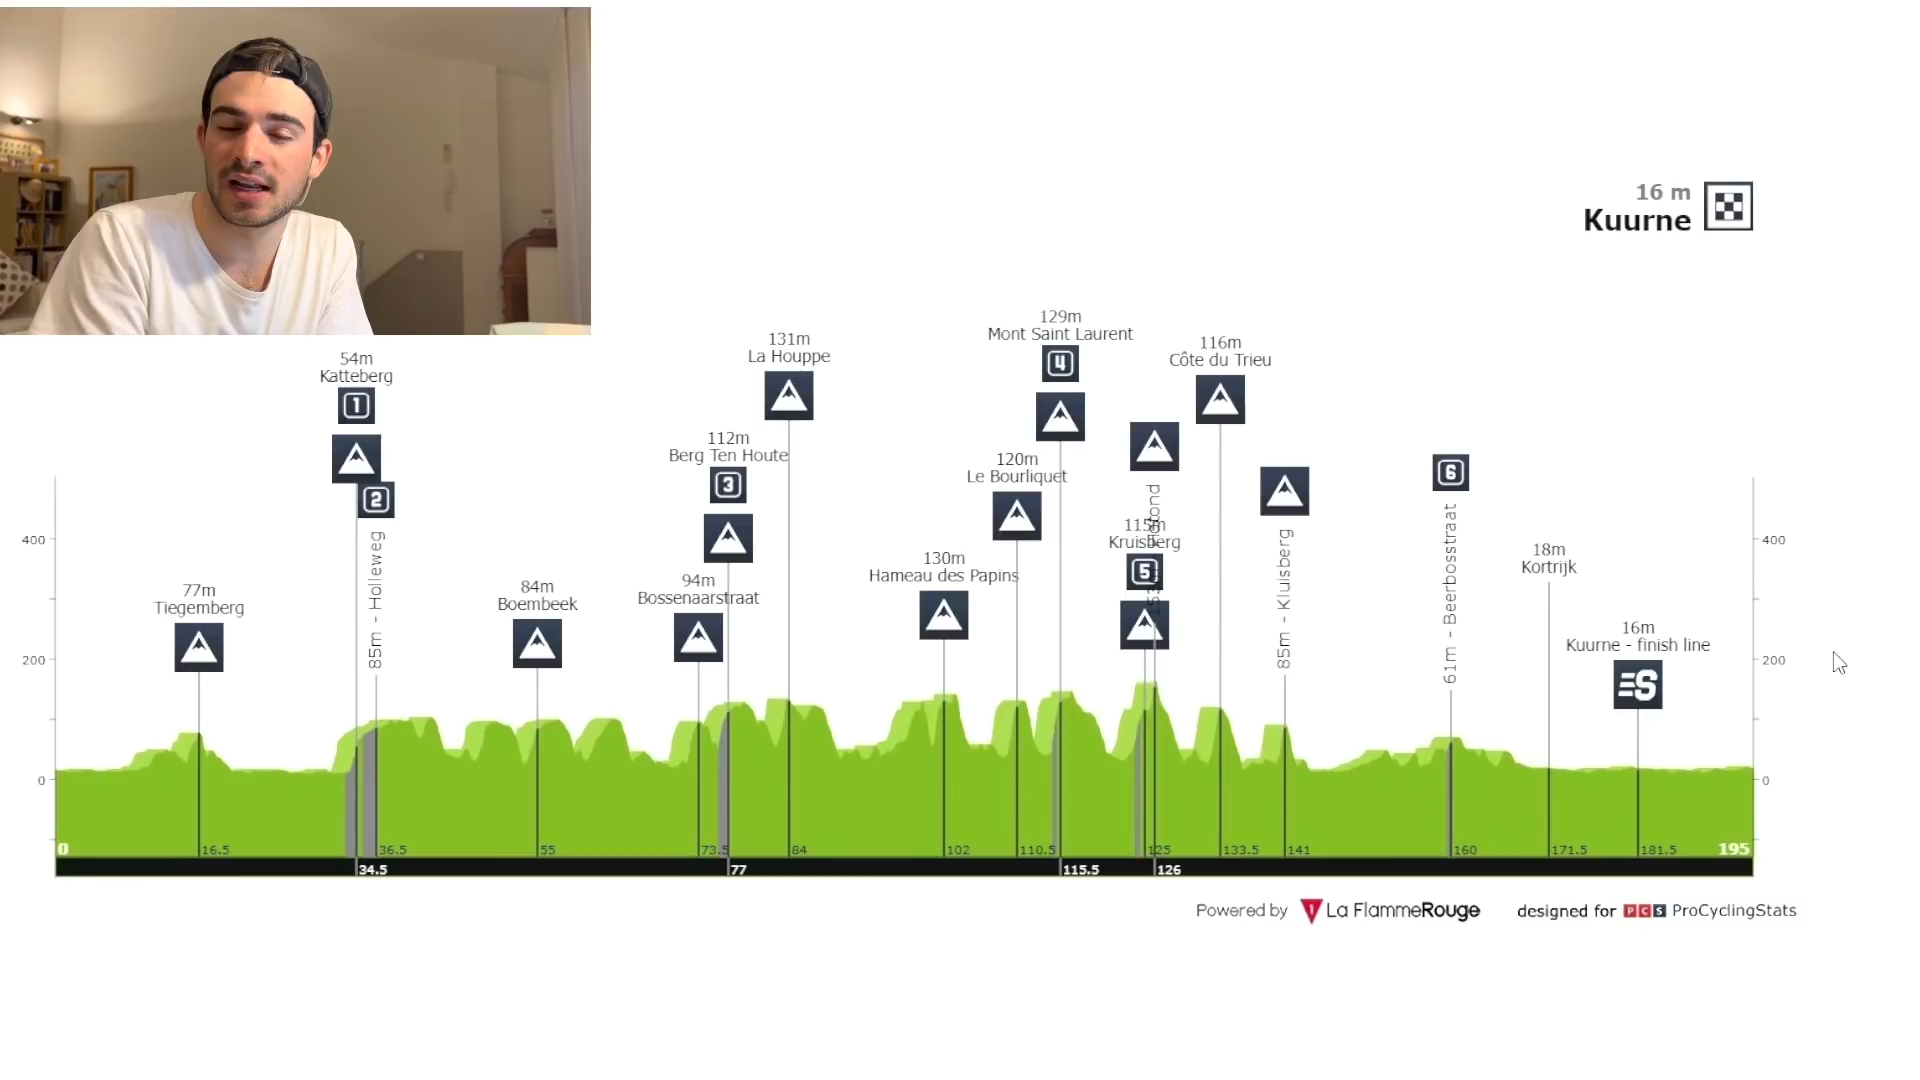 16 m
Kuurne
129m
Mont Saint Laurent
4
131m
La Houppe
116m
Côte du Trieu
54m
Katteberg
1
2
85m - Holleweg
112m
Berg Ten Houte
3
120m
Le Bourliquet
115m
Kruisberg
5
85m - Kluisberg
6
61m - Beerbosstraat
18m
Kortrijk
130m
Hameau des Papins
94m
Bossenaarstraat
84m
Boembeek
77m
Tiegemberg
16m
Kuurne - finish line
S
400
200
0
400
200
0
0 16.5 36.5 55 73.5 84 102 110.5 125 133.5 141 160 171.5 181.5 195
34.5 77 115.5 126
Powered by 1 La FlammeRouge designed for PCS ProCyclingStats